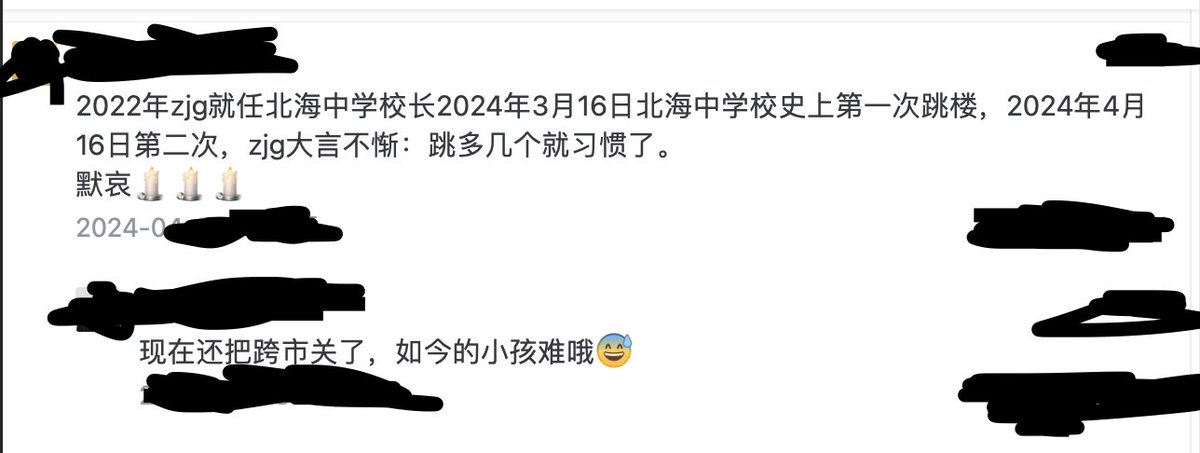 2022年zjg就任北海中学校长2024年3月16日北海中学校史上第一次跳楼，2024年4月
16日第二次，zjg大言不惭：跳多几个就习惯了。
默哀🕯️🕯️🕯️
2024-04
现在还把跨市关了，如今的小孩难哦😅